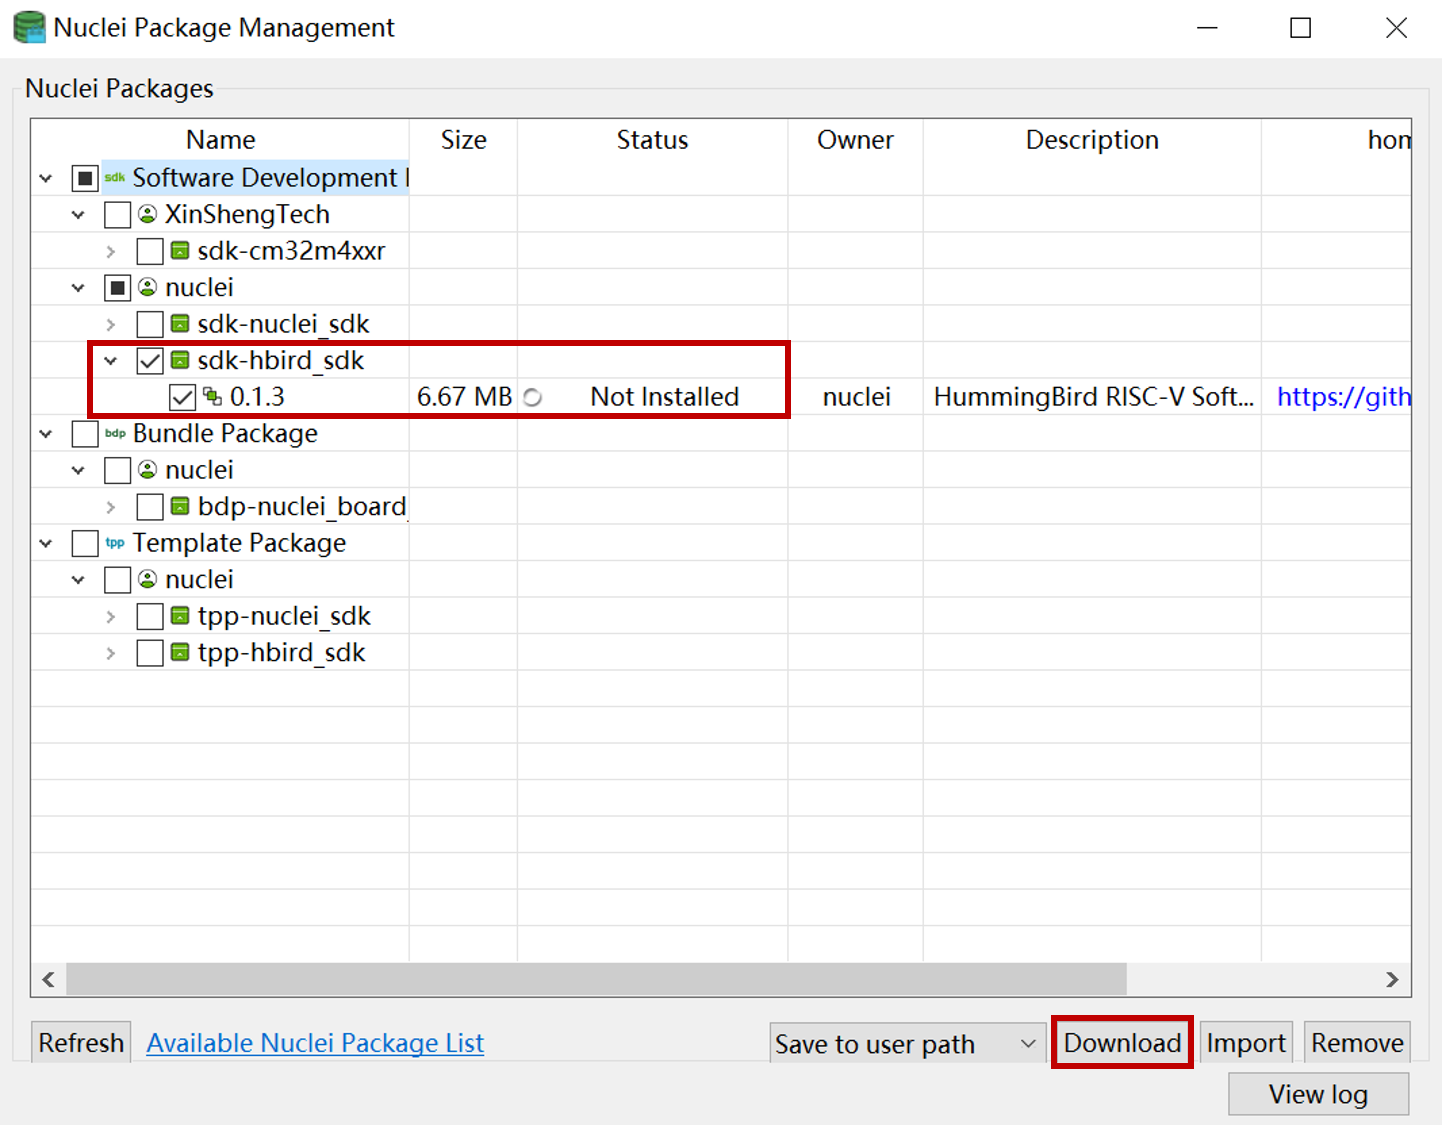 Nuclei Package Management
Nuclei Packages
Name Size Status Owner Description hom
sdk Software Development
XinShengTech
sdk-cm32m4xxr
nuclei
sdk-nuclei_sdk
sdk-hbird_sdk
0.1.3 6.67 MB Not Installed nuclei HummingBird RISC-V Soft... https://gith
bdp Bundle Package
nuclei
bdp-nuclei_board_
tpp Template Package
nuclei
tpp-nuclei_sdk
tpp-hbird_sdk
Refresh Available Nuclei Package List Save to user path Download Import Remove
View log